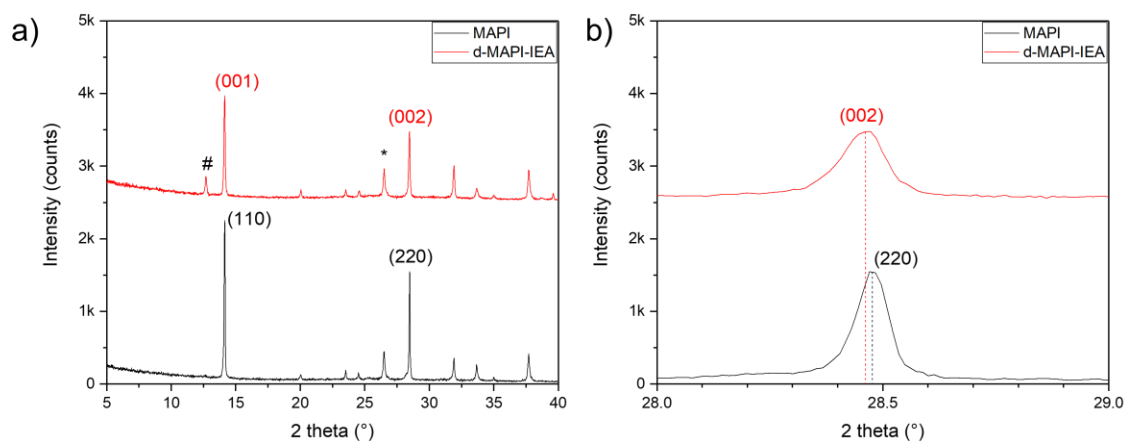 a)
MAPI
d-MAPI-IEA
(001)
(002)
#
*
(110)
(220)
5k
4k
3k
2k
1k
0
Intensity (counts)
5 10 15 20 25 30 35 40
2 theta (°)
b)
MAPI
d-MAPI-IEA
(002)
(220)
5k
4k
3k
2k
1k
0
Intensity (counts)
28.0 28.5 29.0
2 theta (°)